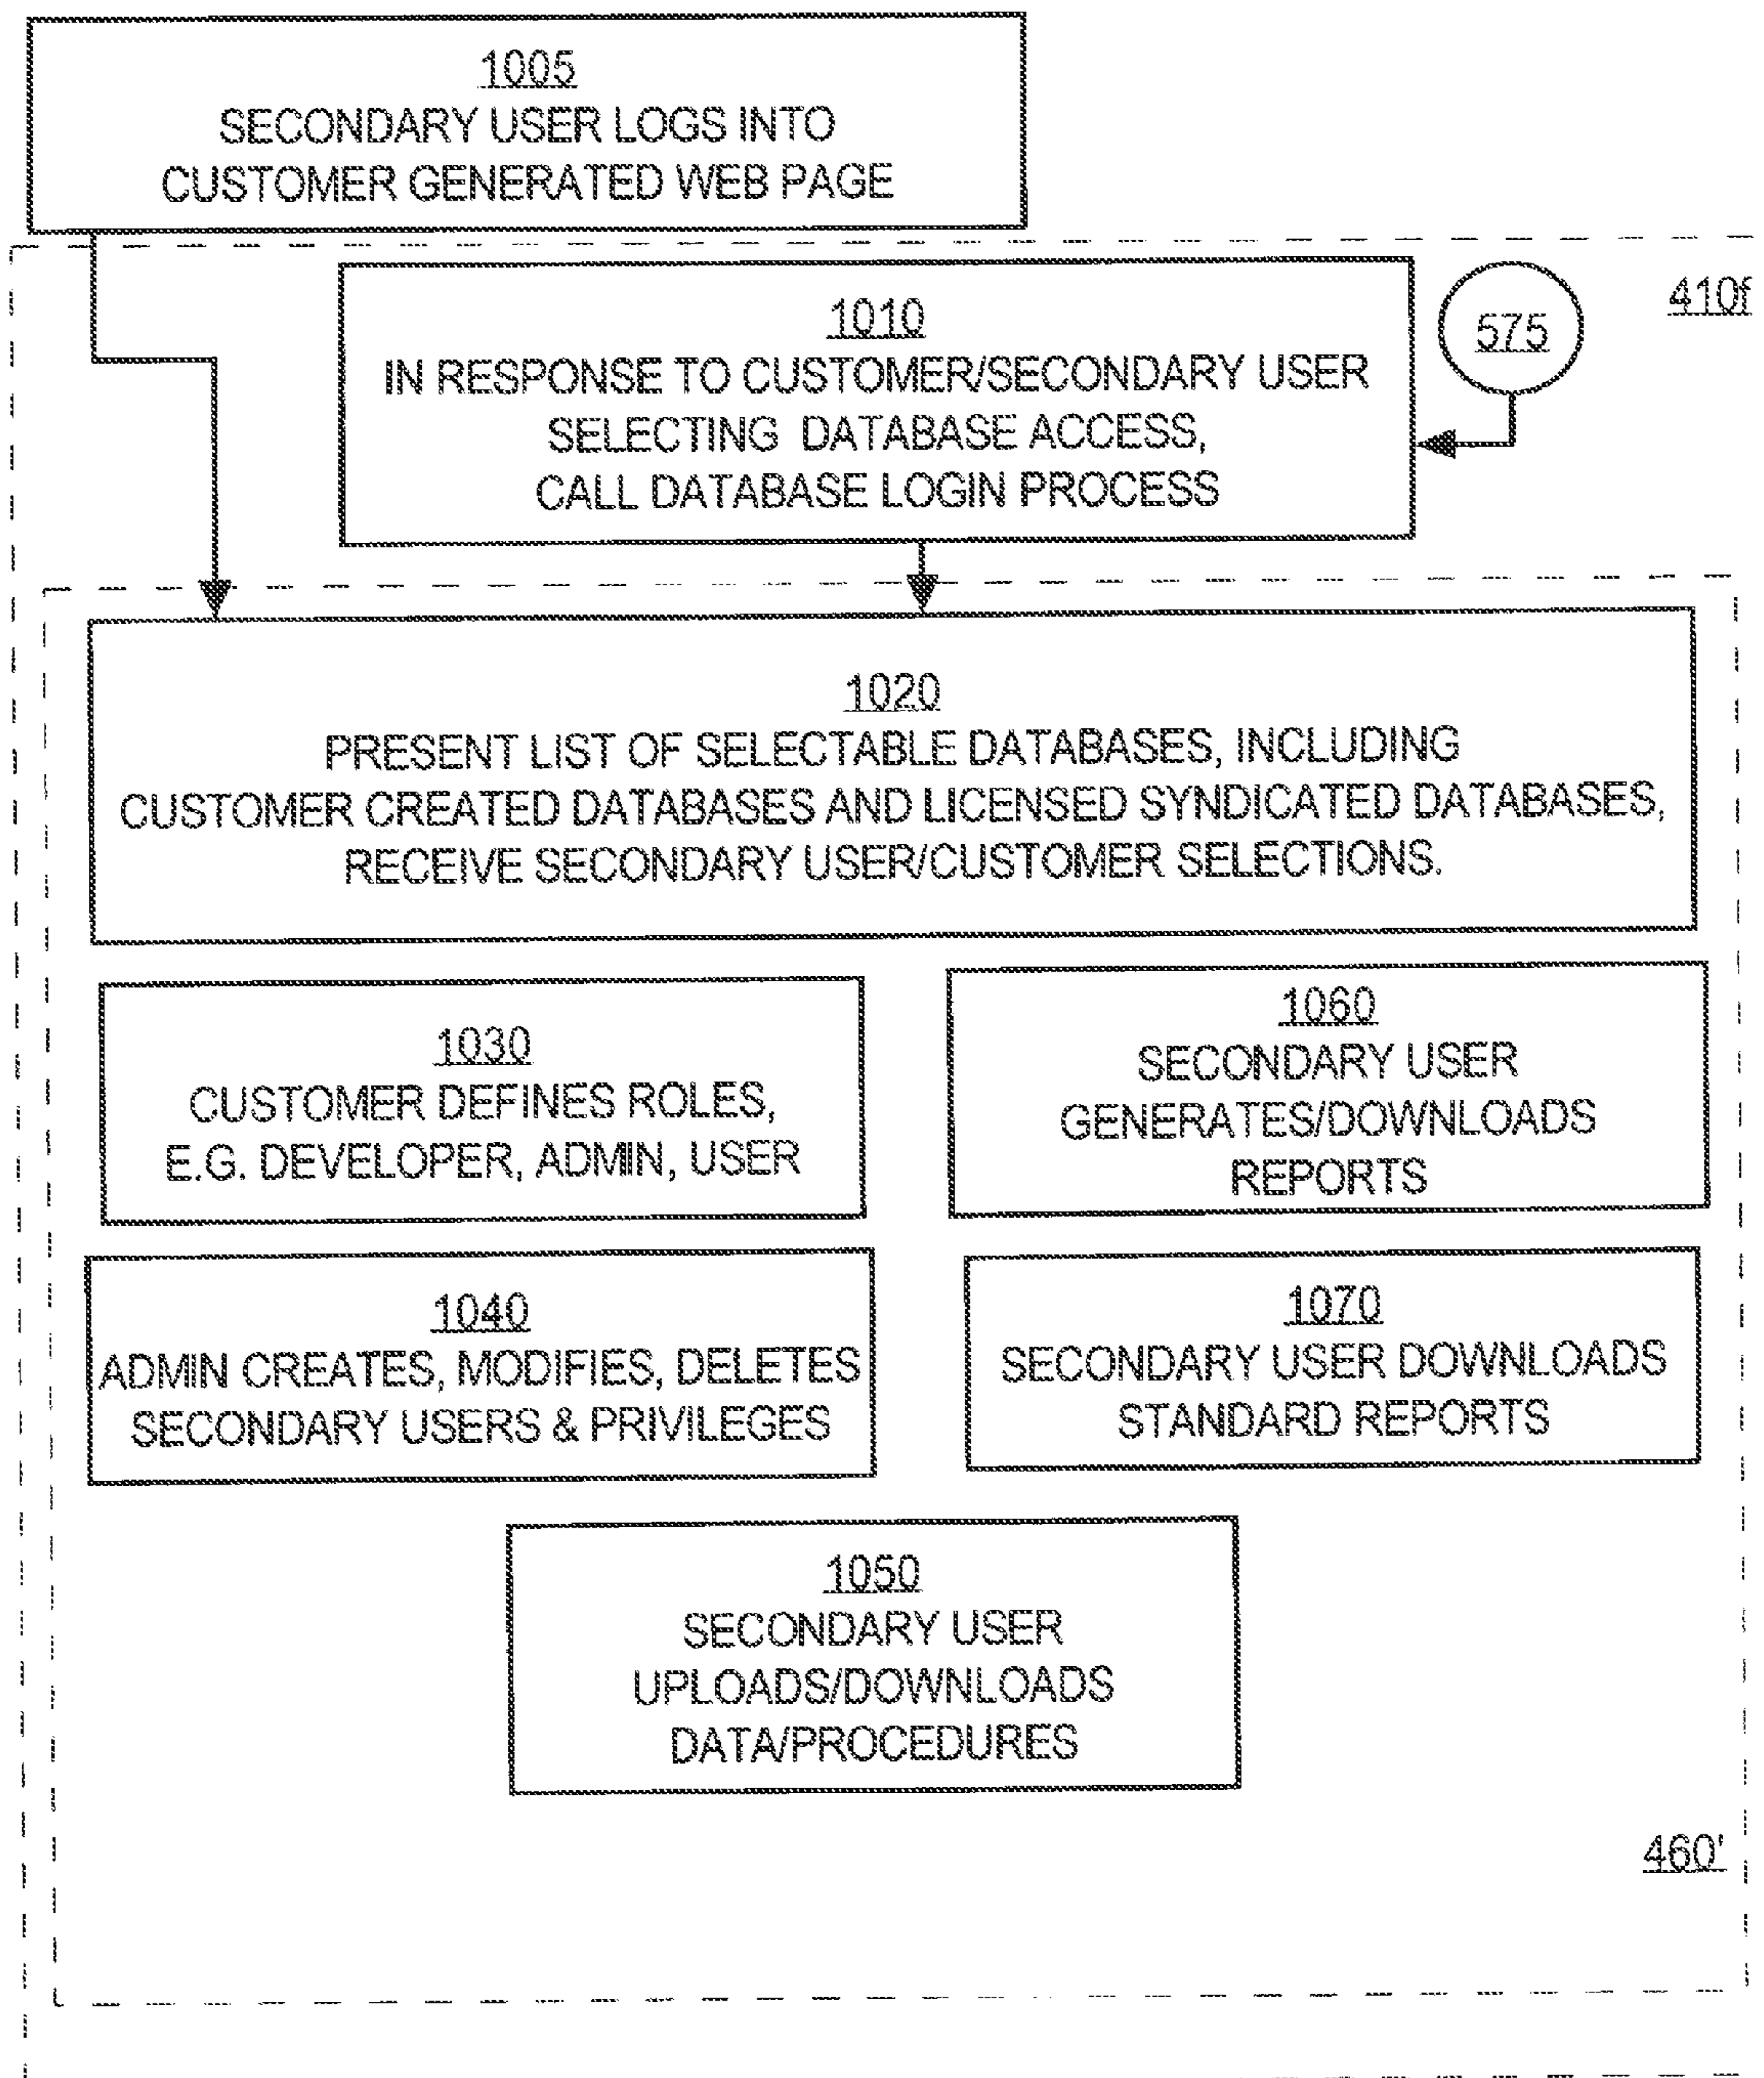 1005
SECONDARY USER LOGS INTO
CUSTOMER GENERATED WEB PAGE
410f
575
1010
IN RESPONSE TO CUSTOMER/SECONDARY USER
SELECTING DATABASE ACCESS,
CALL DATABASE LOGIN PROCESS
1020
PRESENT LIST OF SELECTABLE DATABASES, INCLUDING
CUSTOMER CREATED DATABASES AND LICENSED SYNDICATED DATABASES,
RECEIVE SECONDARY USER/CUSTOMER SELECTIONS.
1030
CUSTOMER DEFINES ROLES,
E.G. DEVELOPER, ADMIN, USER
1060
SECONDARY USER
GENERATES/DOWNLOADS
REPORTS
1040
ADMIN CREATES, MODIFIES, DELETES
SECONDARY USERS & PRIVILEGES
1070
SECONDARY USER DOWNLOADS
STANDARD REPORTS
1050
SECONDARY USER
UPLOADS/DOWNLOADS
DATA/PROCEDURES
460'